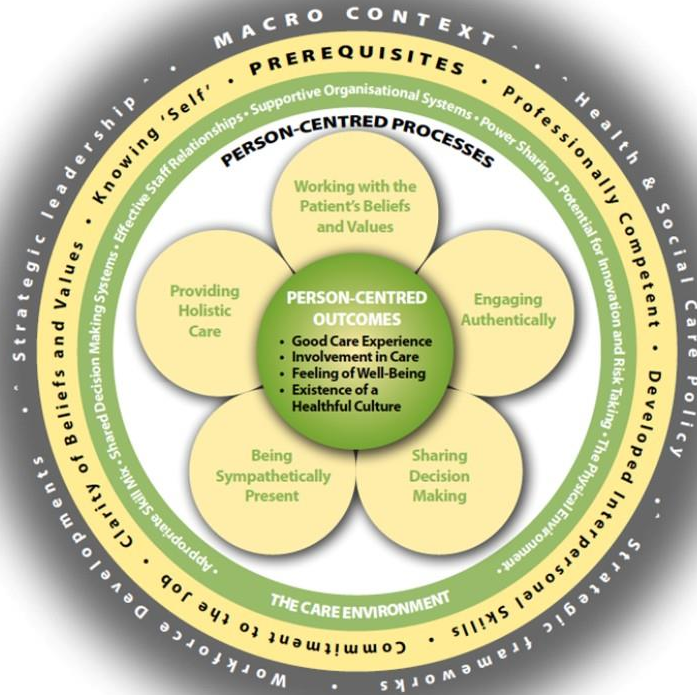 MACRO CONTEXT
Health & Social Care Policy
Strategic frameworks
Workforce Developments
Strategic leadership
PREREQUISITES
Professionally Competent
Developed Interpersonel Skills
Commitment to the Job
Clarity of Beliefs and Values
Knowing ‘Self’
THE CARE ENVIRONMENT
Appropriate Skill Mix
Shared Decision Making Systems
Effective Staff Relationships
Supportive Organisational Systems
Power Sharing
Potential for Innovation and Risk Taking
The Physical Environment
PERSON-CENTRED PROCESSES
Working with the
Patient's Beliefs
and Values
Engaging
Authentically
Sharing
Decision
Making
Being
Sympathetically
Present
Providing
Holistic
Care
PERSON-CENTRED
OUTCOMES
• Good Care Experience
• Involvement in Care
• Feeling of Well-Being
• Existence of a
Healthful Culture